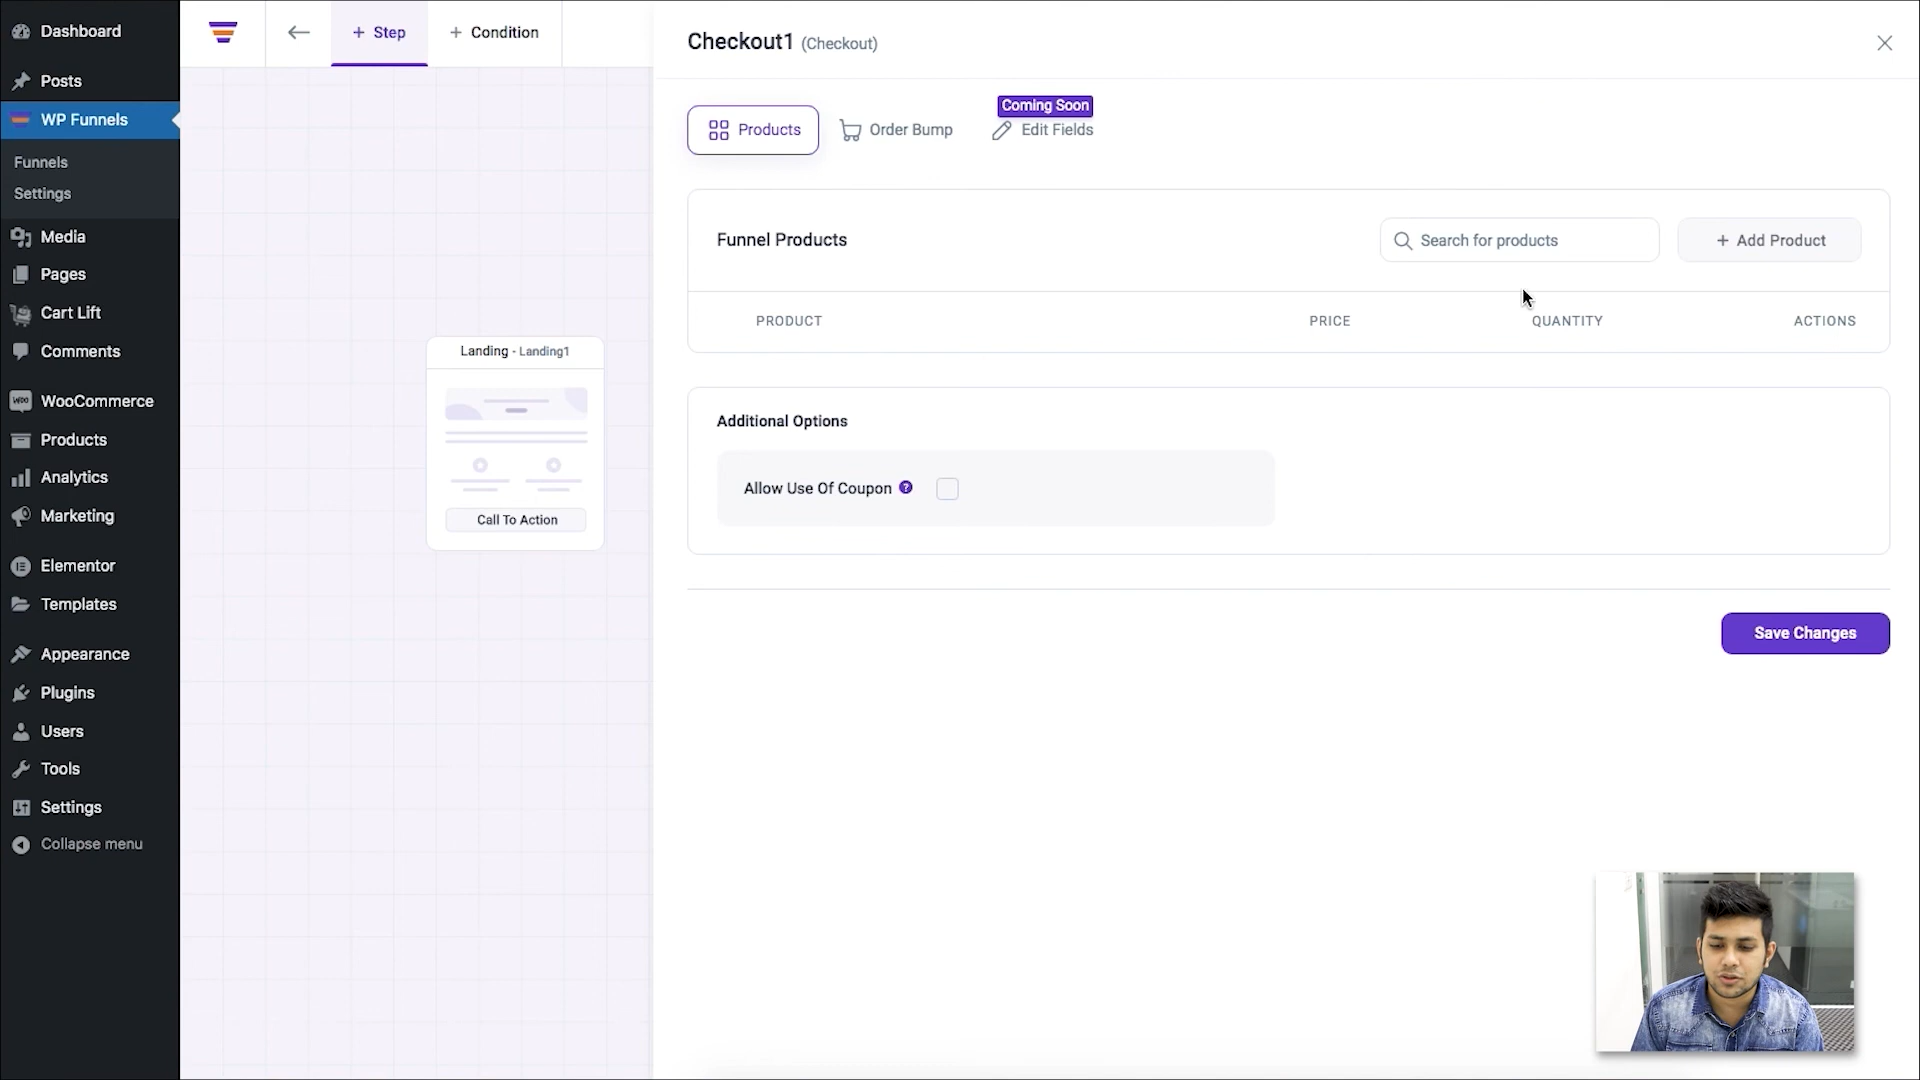 Dashboard
Posts
WP Funnels
Funnels
Settings
Media
Pages
Cart Lift
Comments
WooCommerce
Products
Analytics
Marketing
Elementor
Templates
Appearance
Plugins
Users
Tools
Settings
Collapse menu
+ Step
+ Condition
Landing - Landing1
Call To Action
Checkout1 (Checkout)
Products
Order Bump
Coming Soon
Edit Fields
Funnel Products
Search for products
+ Add Product
PRODUCT PRICE QUANTITY ACTIONS
Additional Options
Allow Use Of Coupon ?
Save Changes